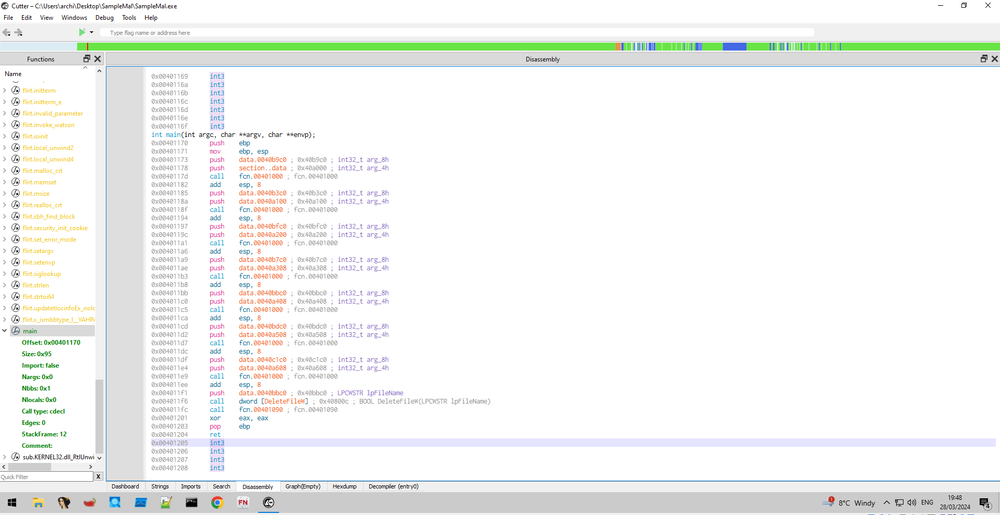 Cutter – C:\Users\archi\Desktop\SampleMal\SampleMal.exe
File Edit View Windows Debug Tools Help
Type flag name or address here
Functions
Name
flirt.initterm
flirt.initterm_e
flirt.invalid_parameter
flirt.invoke_watson
flirt.ioinit
flirt.local_unwind2
flirt.local_unwind4
flirt.malloc_crt
flirt.memset
flirt.msize
flirt.realloc_crt
flirt.sbh_find_block
flirt.security_init_cookie
flirt.set_error_mode
flirt.setargv
flirt.setenvp
flirt.siglookup
flirt.strlen
flirt.strtoi64
flirt.updatetlocinfoEx_nolo
flirt.x_ismbbtype_l__YAHPA
main
Offset: 0x00401170
Size: 0x95
Import: false
Nargs: 0x0
Nbbs: 0x1
Nlocals: 0x0
Call type: cdecl
Edges: 0
StackFrame: 12
Comment:
sub.KERNEL32.dll_RtlUnwi
Quick Filter X
Disassembly
0x00401169 int3
0x0040116a int3
0x0040116b int3
0x0040116c int3
0x0040116d int3
0x0040116e int3
0x0040116f int3
int main(int argc, char **argv, char **envp);
0x00401170 push ebp
0x00401171 mov ebp, esp
0x00401173 push data.0040b9c0 ; 0x40b9c0 ; int32_t arg_8h
0x00401178 push section..data ; 0x40a000 ; int32_t arg_4h
0x0040117d call fcn.00401000 ; fcn.00401000
0x00401182 add esp, 8
0x00401185 push data.0040b3c0 ; 0x40b3c0 ; int32_t arg_8h
0x0040118a push data.0040a100 ; 0x40a100 ; int32_t arg_4h
0x0040118f call fcn.00401000 ; fcn.00401000
0x00401194 add esp, 8
0x00401197 push data.0040bfc0 ; 0x40bfc0 ; int32_t arg_8h
0x0040119c push data.0040a200 ; 0x40a200 ; int32_t arg_4h
0x004011a1 call fcn.00401000 ; fcn.00401000
0x004011a6 add esp, 8
0x004011a9 push data.0040b7c0 ; 0x40b7c0 ; int32_t arg_8h
0x004011ae push data.0040a308 ; 0x40a308 ; int32_t arg_4h
0x004011b3 call fcn.00401000 ; fcn.00401000
0x004011b8 add esp, 8
0x004011bb push data.0040bbc0 ; 0x40bbc0 ; int32_t arg_8h
0x004011c0 push data.0040a408 ; 0x40a408 ; int32_t arg_4h
0x004011c5 call fcn.00401000 ; fcn.00401000
0x004011ca add esp, 8
0x004011cd push data.0040bdc0 ; 0x40bdc0 ; int32_t arg_8h
0x004011d2 push data.0040a508 ; 0x40a508 ; int32_t arg_4h
0x004011d7 call fcn.00401000 ; fcn.00401000
0x004011dc add esp, 8
0x004011df push data.0040c1c0 ; 0x40c1c0 ; int32_t arg_8h
0x004011e4 push data.0040a608 ; 0x40a608 ; int32_t arg_4h
0x004011e9 call fcn.00401000 ; fcn.00401000
0x004011ee add esp, 8
0x004011f1 push data.0040bbc0 ; 0x40bbc0 ; LPCWSTR lpFileName
0x004011f6 call dword [DeleteFileW] ; 0x40800c ; BOOL DeleteFileW(LPCWSTR lpFileName)
0x004011fc call fcn.00401090 ; fcn.00401090
0x00401201 xor eax, eax
0x00401203 pop ebp
0x00401204 ret
0x00401205 int3
0x00401206 int3
0x00401207 int3
0x00401208 int3
Dashboard Strings Imports Search Disassembly Graph(Empty) Hexdump Decompiler (entry0)
FN
1
8°C Windy
ENG
19:48
28/03/2024
4